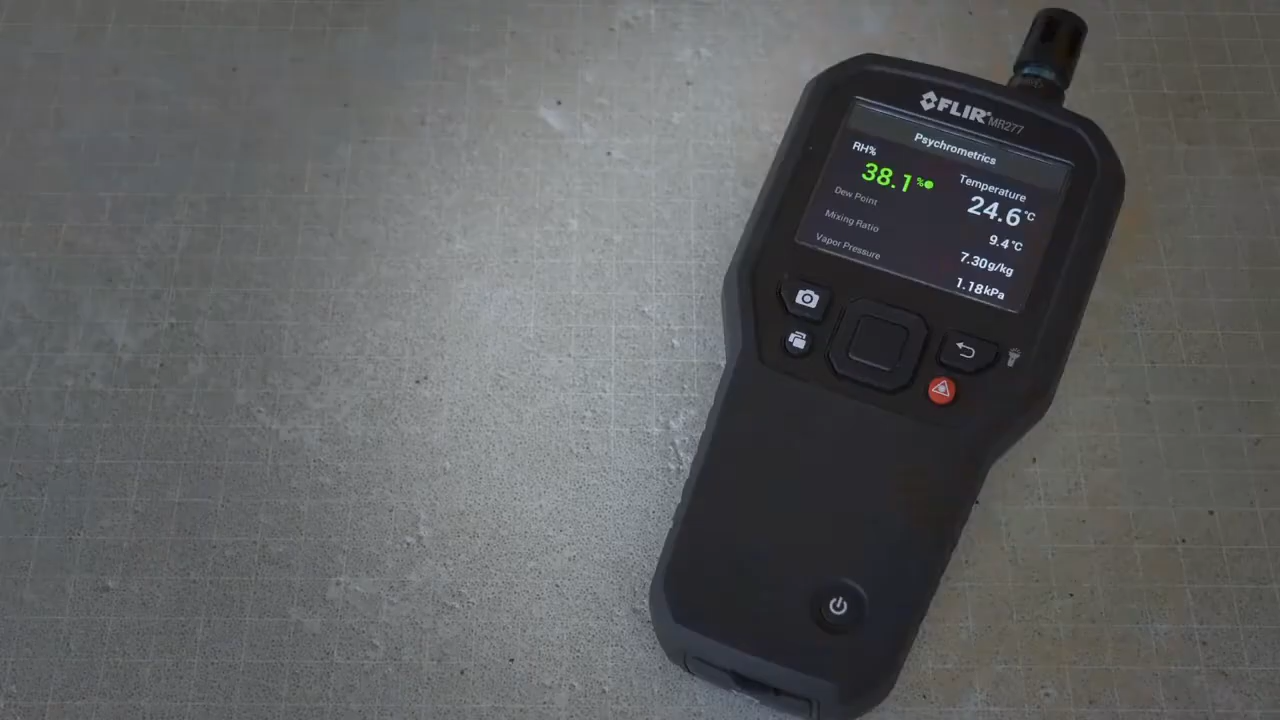 FLIR® MR277
Psychrometrics
RH%
38.1%
Temperature
24.6°C
Dew Point
9.4°C
Mixing Ratio
7.30g/kg
Vapor Pressure
1.18kPa